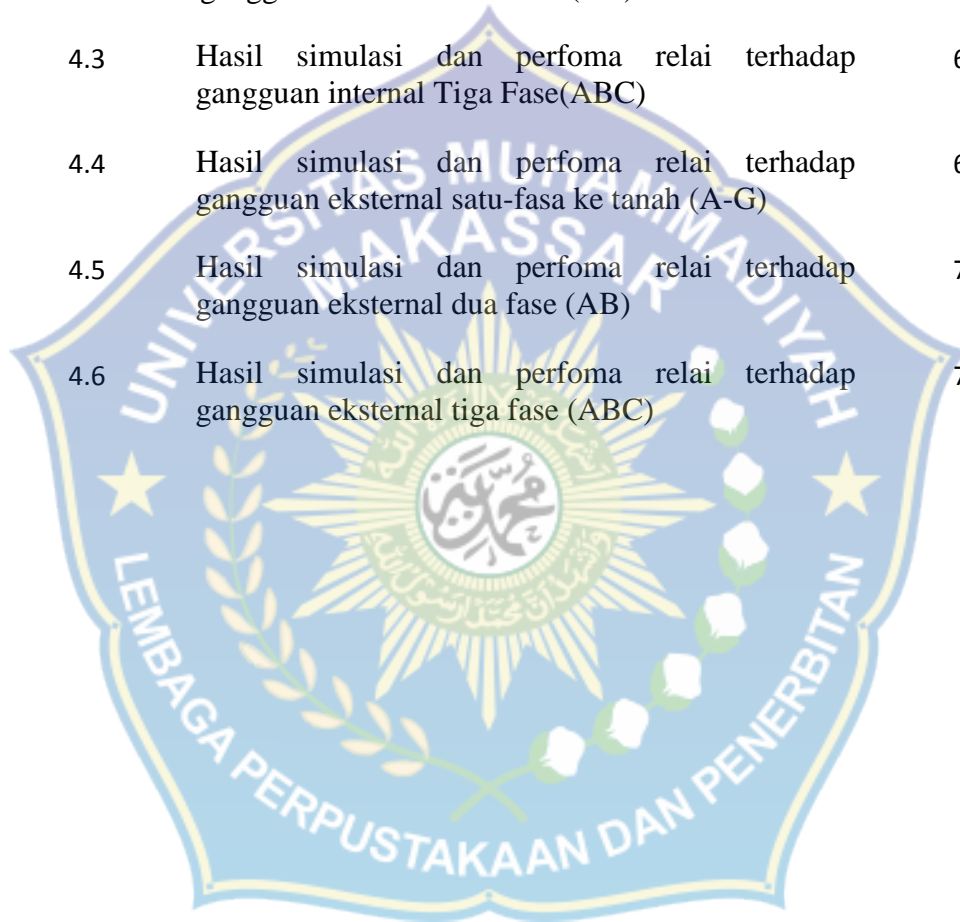 4.3 Hasil simulasi dan perfoma relai terhadap
gangguan internal Tiga Fase(ABC)
4.4 Hasil simulasi dan perfoma relai terhadap
gangguan eksternal satu-fasa ke tanah (A-G)
4.5 Hasil simulasi dan perfoma relai terhadap
gangguan eksternal dua fase (AB)
4.6 Hasil simulasi dan perfoma relai terhadap
gangguan eksternal tiga fase (ABC)
UNIVERSITAS MUHAMMADIYAH
MAKASSAR
LEMBAGA PERPUSTAKAAN DAN PENERBITAN